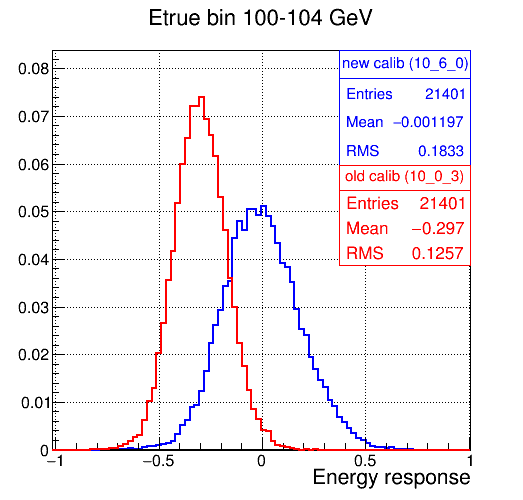 Etrue bin 100-104 GeV
new calib (10_6_0)
Entries 21401
Mean −0.001197
RMS 0.1833
old calib (10_0_3)
Entries 21401
Mean −0.297
RMS 0.1257
0.08
0.07
0.06
0.05
0.04
0.03
0.02
0.01
0
−1 −0.5 0 0.5 1
Energy response